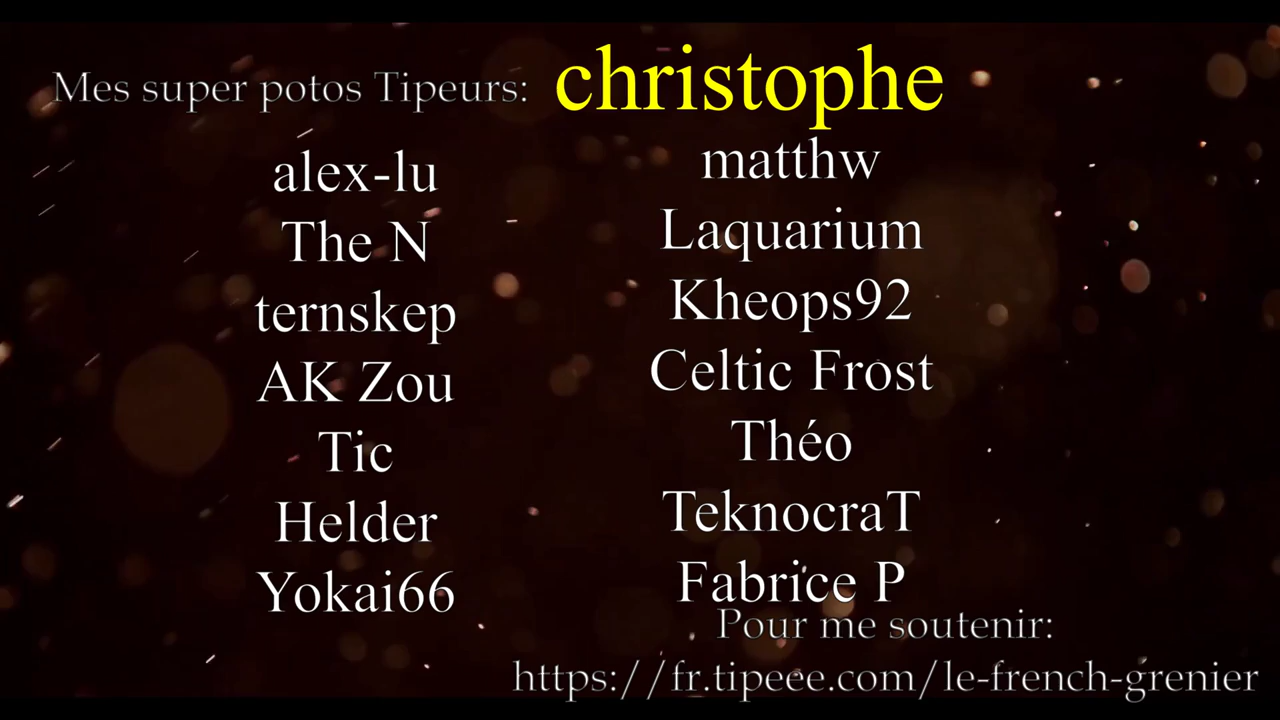 Mes super potos Tipeurs: christophe
alex-lu
The N
ternskep
AK Zou
Tic
Helder
Yokai66
matthw
Laquarium
Kheops92
Celtic Frost
Théo
TeknocraT
Fabrice P
Pour me soutenir:
https://fr.tipeee.com/le-french-grenier